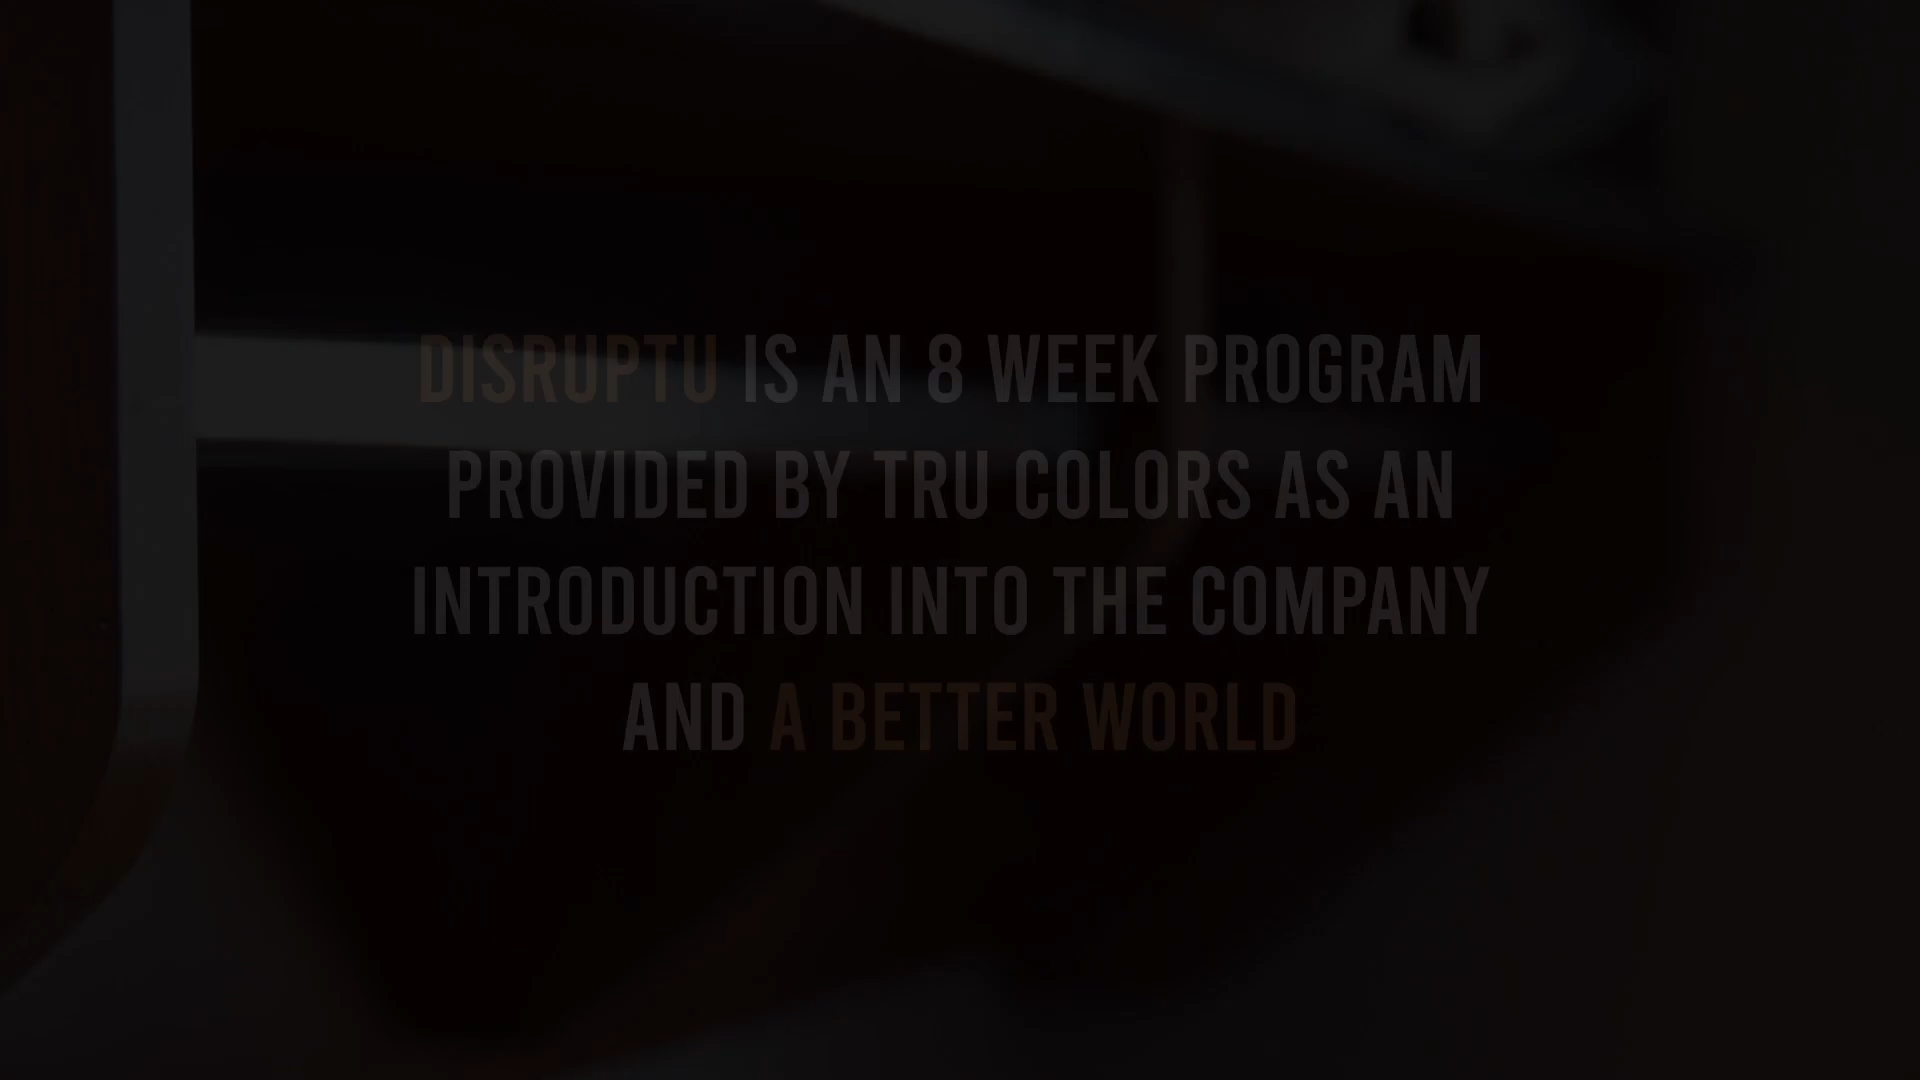 DISRUPTU IS AN 8 WEEK PROGRAM
PROVIDED BY TRU COLORS AS AN
INTRODUCTION INTO THE COMPANY
AND A BETTER WORLD